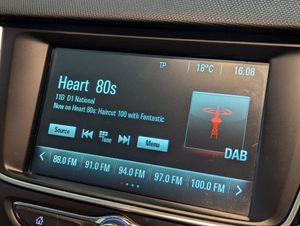 TP 18°C 16:08
Heart 80s
11D D1 National
Now on Heart 80s: Haircut 100 with Fantastic
Source Tone Menu
DAB
88.0 FM 91.0 FM 94.0 FM 97.0 FM 100.0 FM